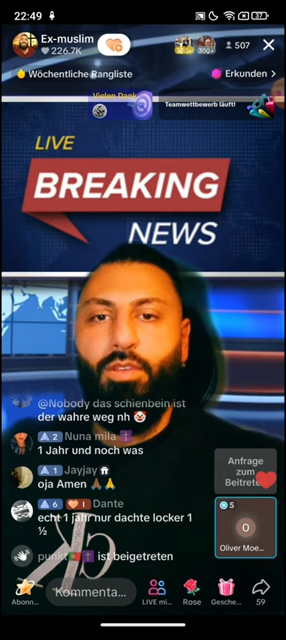 22:49
37
Ex-muslim
226.7K
507
Wöchentliche Rangliste
Erkunden >
Vielen Dank
Teamwettbewerb läuft!
LIVE
BREAKING
NEWS
@Nobody das schienbein ist
der wahre weg nh 🤡
2 Nuna mila ✝️
1 Jahr und noch was
1 Jayjay
oja Amen 🙏🏾🙏
6 1 Dante
echt 1 jahr nur dachte locker 1
½
punkt 🇵🇹✝️ ist beigetreten
Anfrage
zum
Beitrete
5
O
Oliver Moe...
Abonn...
Kommenta...
LIVE mi...
Rose
Gesche...
59